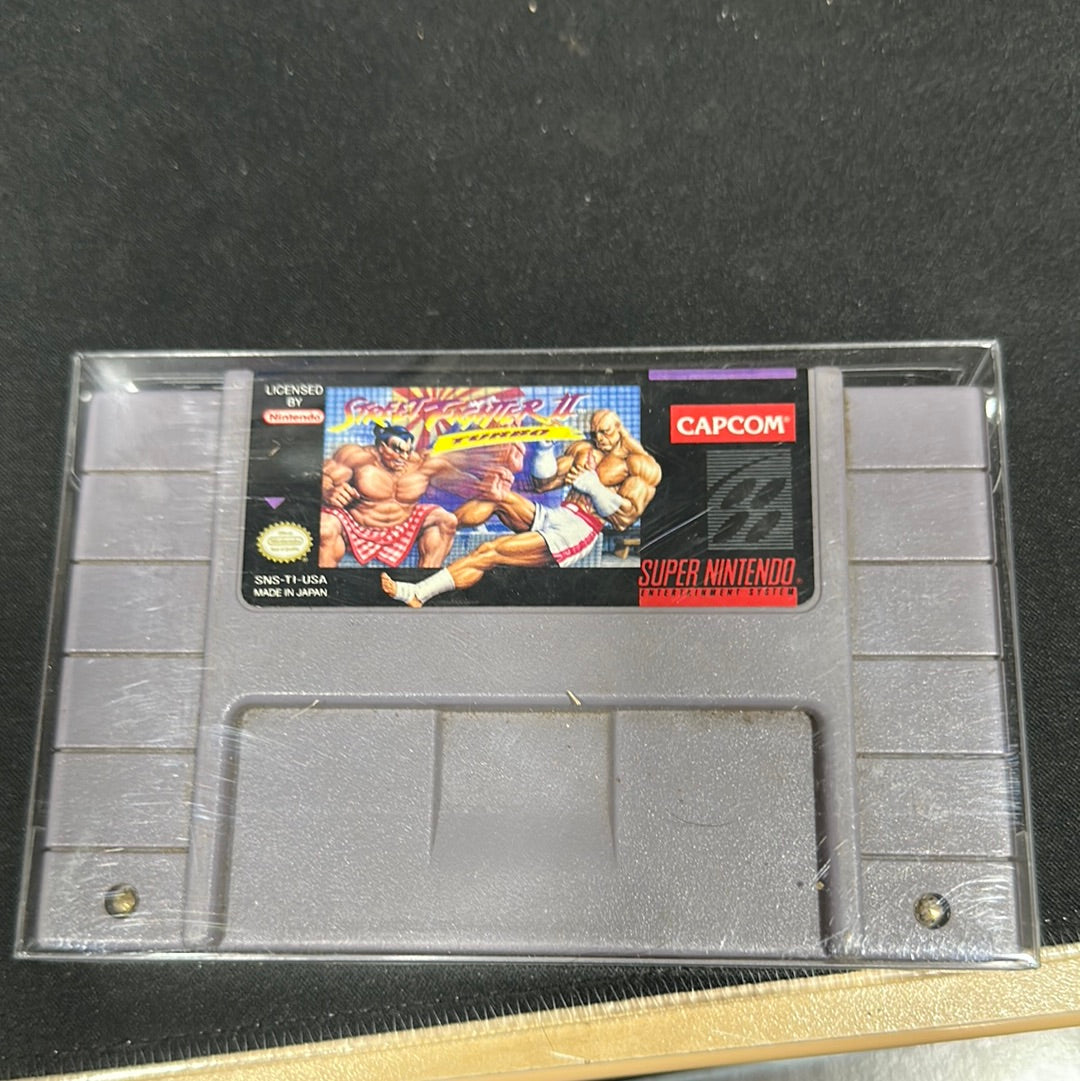 LICENSED
BY
Nintendo
STREET FIGHTER II
TURBO
CAPCOM®
SNS-TI-USA
MADE IN JAPAN
SUPER NINTENDO®
ENTERTAINMENT SYSTEM